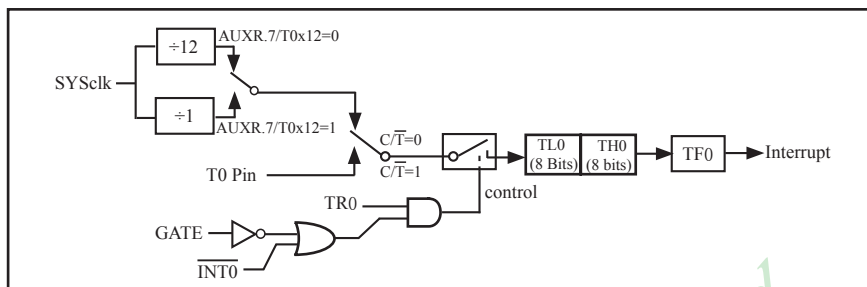 ÷12
AUXR.7/T0x12=0
SYSclk
÷1
AUXR.7/T0x12=1
C/T̅=0
C/T̅=1
T0 Pin
TL0
(8 Bits)
TH0
(8 bits)
TF0
Interrupt
control
TR0
GATE
I̅N̅T̅0̅